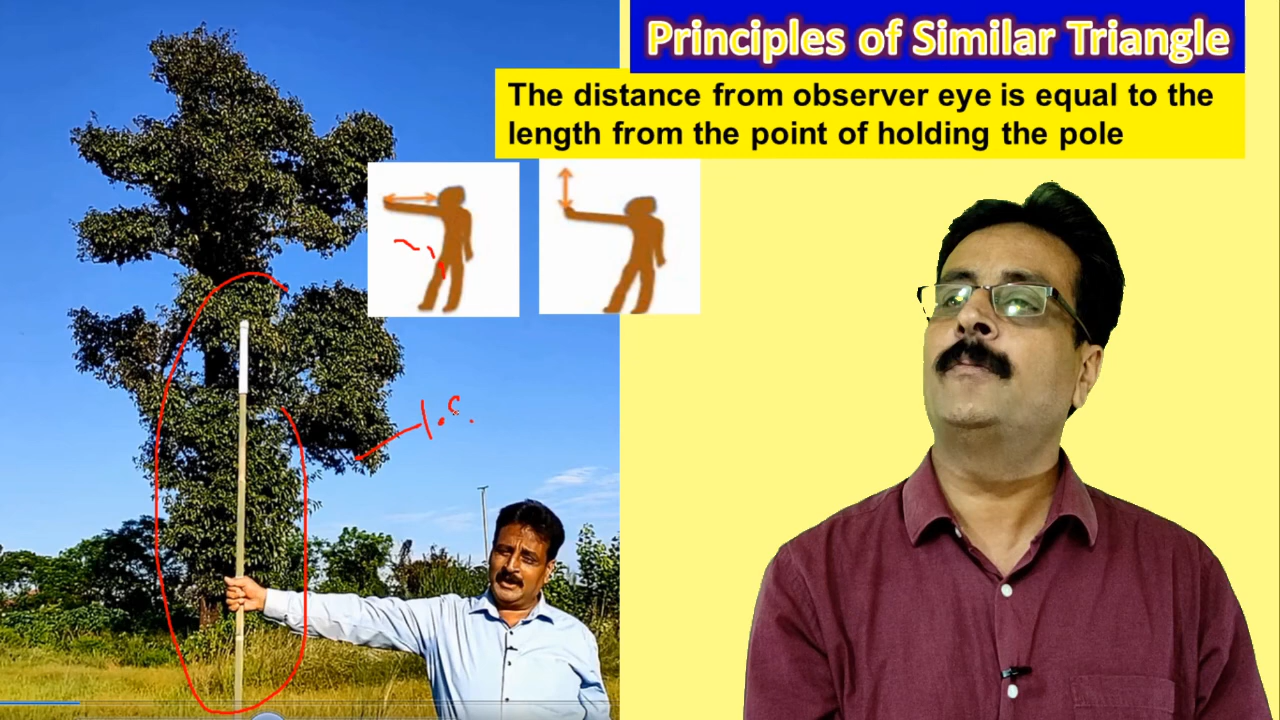 Principles of Similar Triangle
The distance from observer eye is equal to the
length from the point of holding the pole